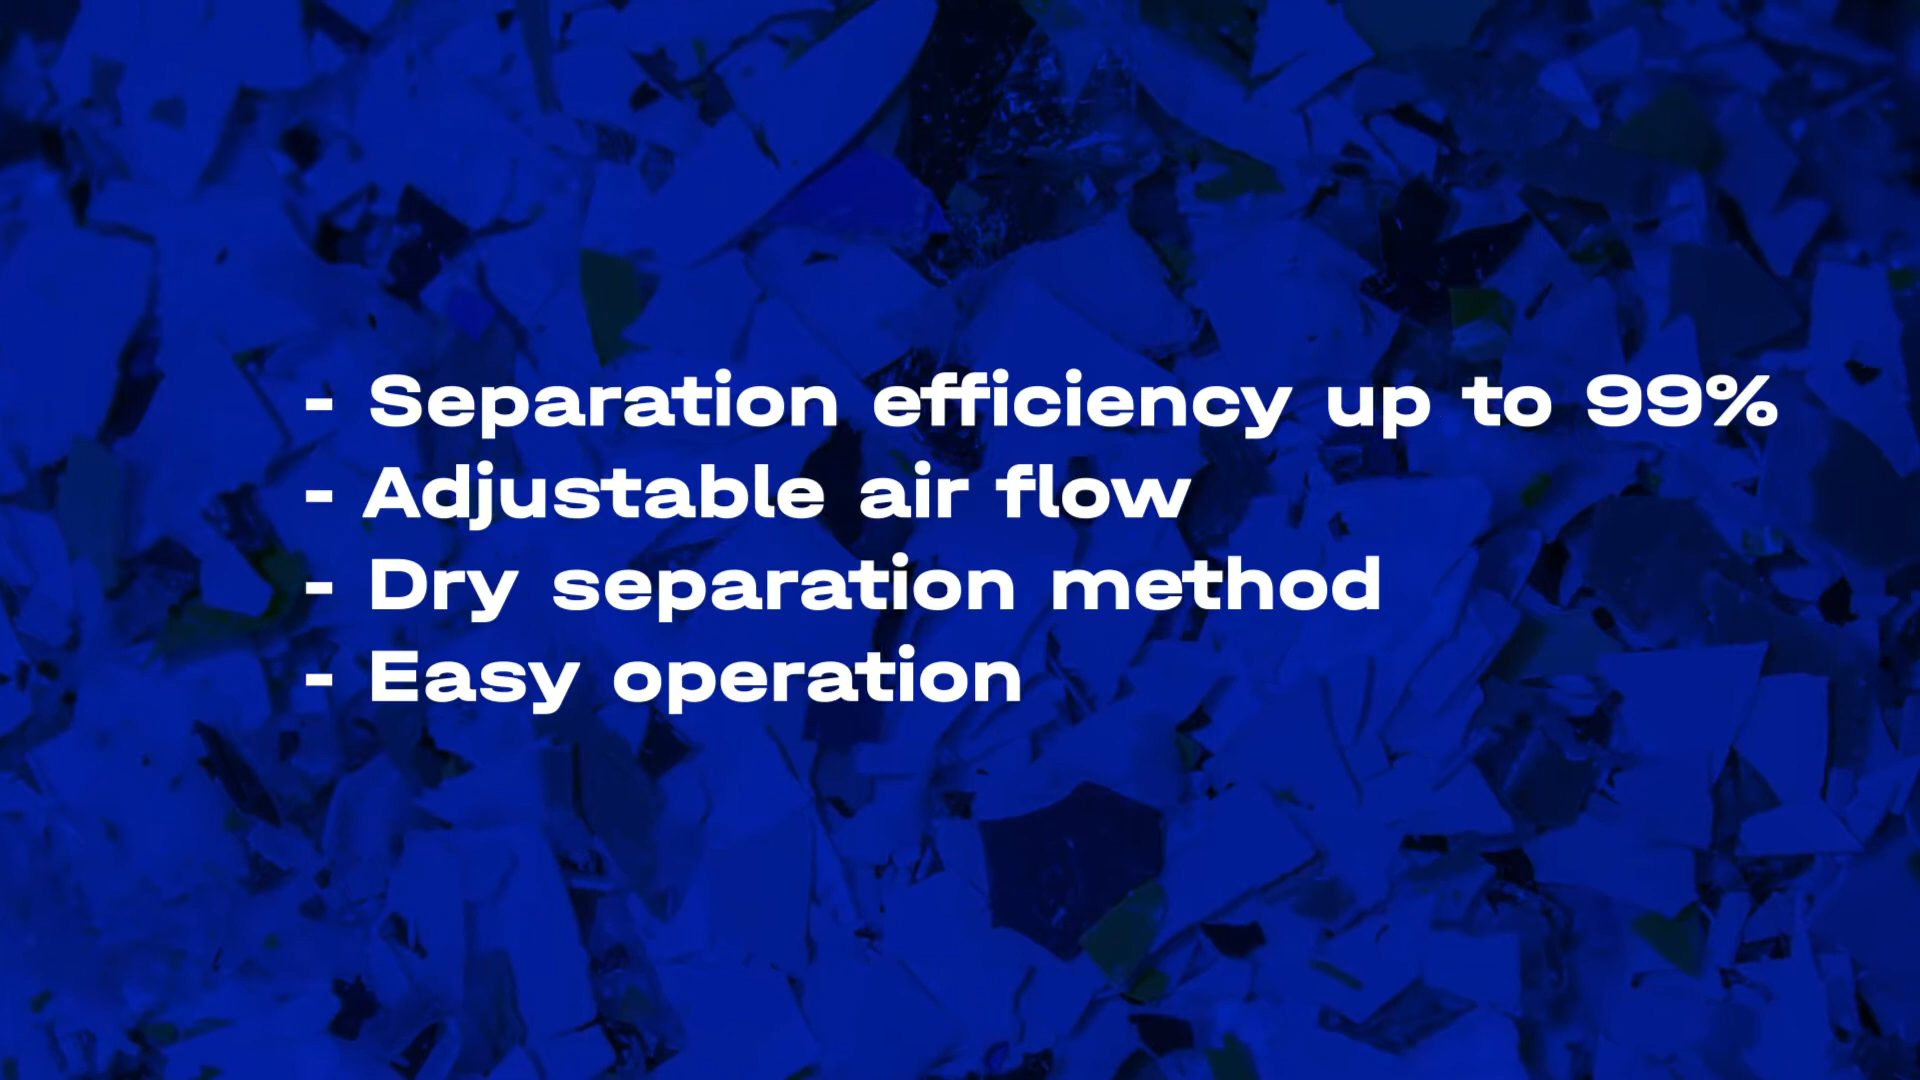 - Separation efficiency up to 99%
- Adjustable air flow
- Dry separation method
- Easy operation